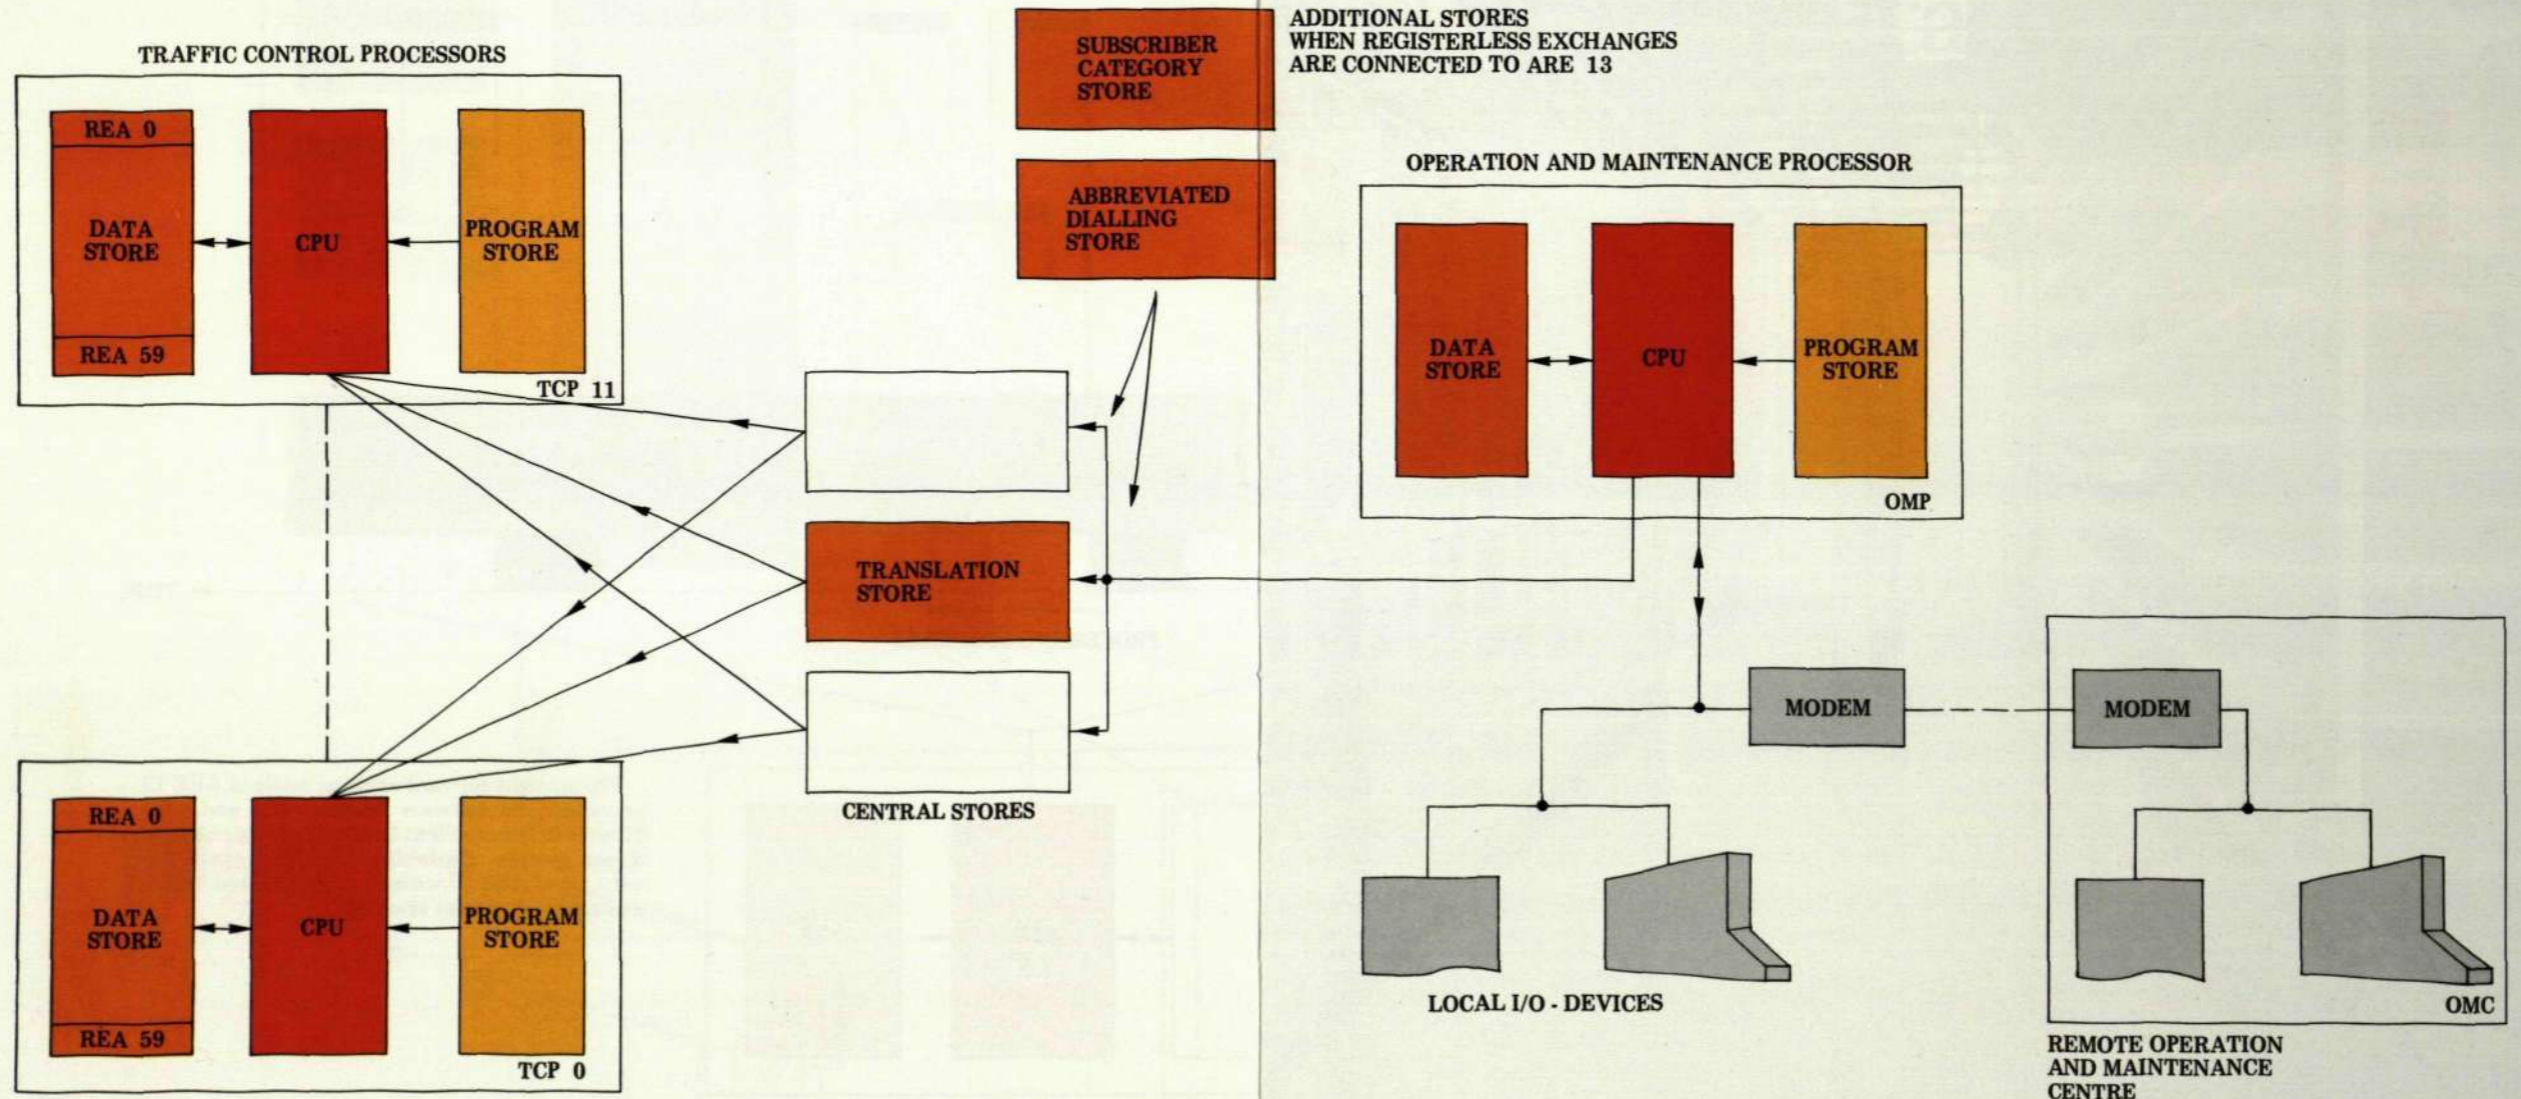 TRAFFIC CONTROL PROCESSORS
REA 0
DATA
STORE
REA 59
CPU
PROGRAM
STORE
TCP 11
SUBSCRIBER
CATEGORY
STORE
ADDITIONAL STORES
WHEN REGISTERLESS EXCHANGES
ARE CONNECTED TO ARE 13
ABBREVIATED
DIALLING
STORE
OPERATION AND MAINTENANCE PROCESSOR
DATA
STORE
CPU
PROGRAM
STORE
OMP
TRANSLATION
STORE
CENTRAL STORES
REA 0
DATA
STORE
REA 59
CPU
PROGRAM
STORE
TCP 0
MODEM
MODEM
LOCAL I/O - DEVICES
OMC
REMOTE OPERATION
AND MAINTENANCE
CENTRE